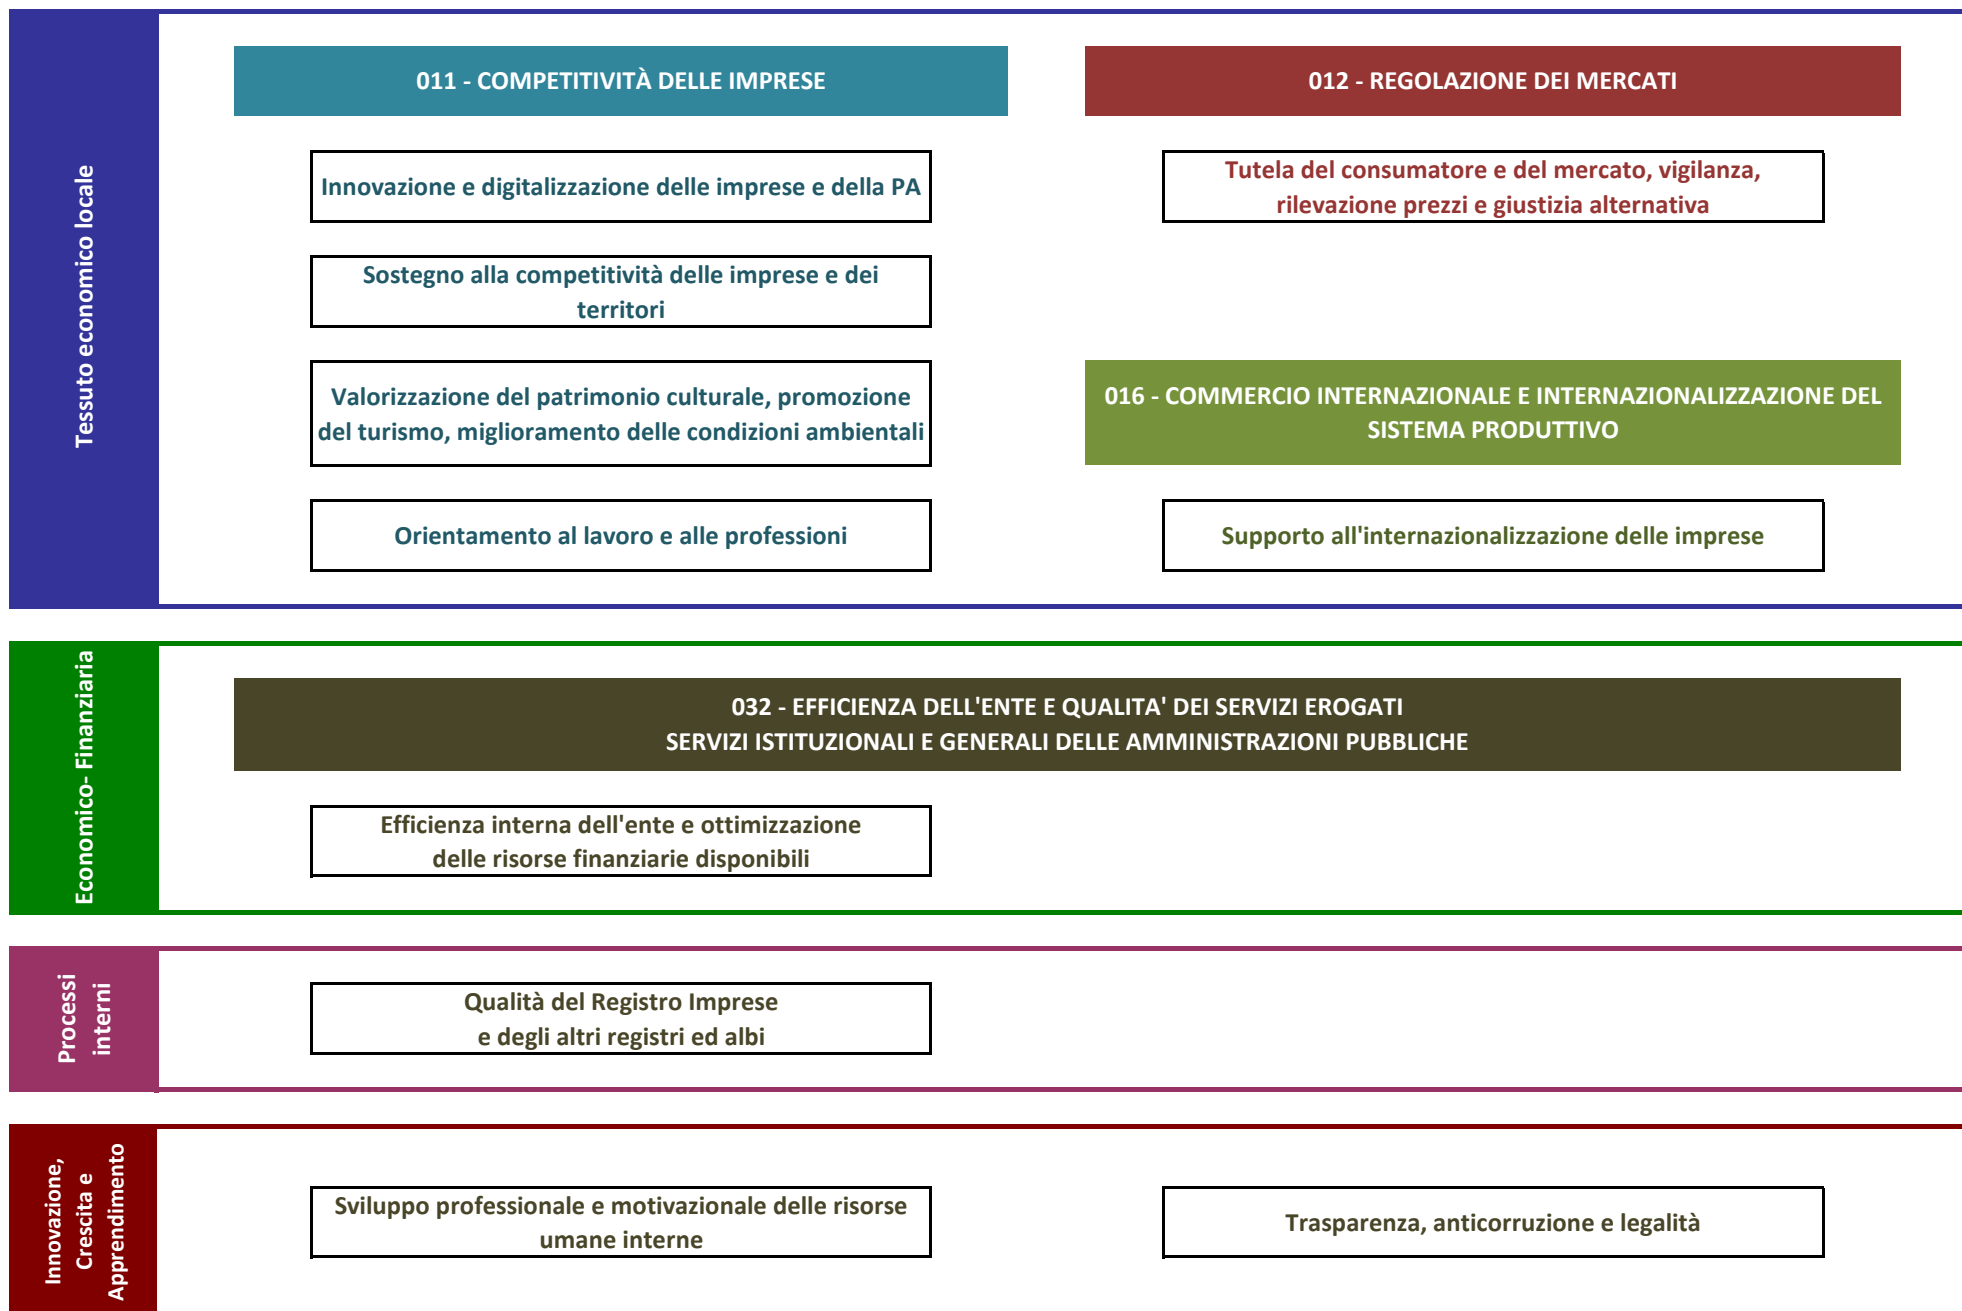 Tessuto economico locale
011 - COMPETITIVITÀ DELLE IMPRESE
Innovazione e digitalizzazione delle imprese e della PA
Sostegno alla competitività delle imprese e dei
territori
Valorizzazione del patrimonio culturale, promozione
del turismo, miglioramento delle condizioni ambientali
Orientamento al lavoro e alle professioni
012 - REGOLAZIONE DEI MERCATI
Tutela del consumatore e del mercato, vigilanza,
rilevazione prezzi e giustizia alternativa
016 - COMMERCIO INTERNAZIONALE E INTERNAZIONALIZZAZIONE DEL
SISTEMA PRODUTTIVO
Supporto all'internazionalizzazione delle imprese
Economico- Finanziaria
032 - EFFICIENZA DELL'ENTE E QUALITA' DEI SERVIZI EROGATI
SERVIZI ISTITUZIONALI E GENERALI DELLE AMMINISTRAZIONI PUBBLICHE
Efficienza interna dell'ente e ottimizzazione
delle risorse finanziarie disponibili
Processi
interni
Qualità del Registro Imprese
e degli altri registri ed albi
Innovazione,
Crescita e
Apprendimento
Sviluppo professionale e motivazionale delle risorse
umane interne
Trasparenza, anticorruzione e legalità